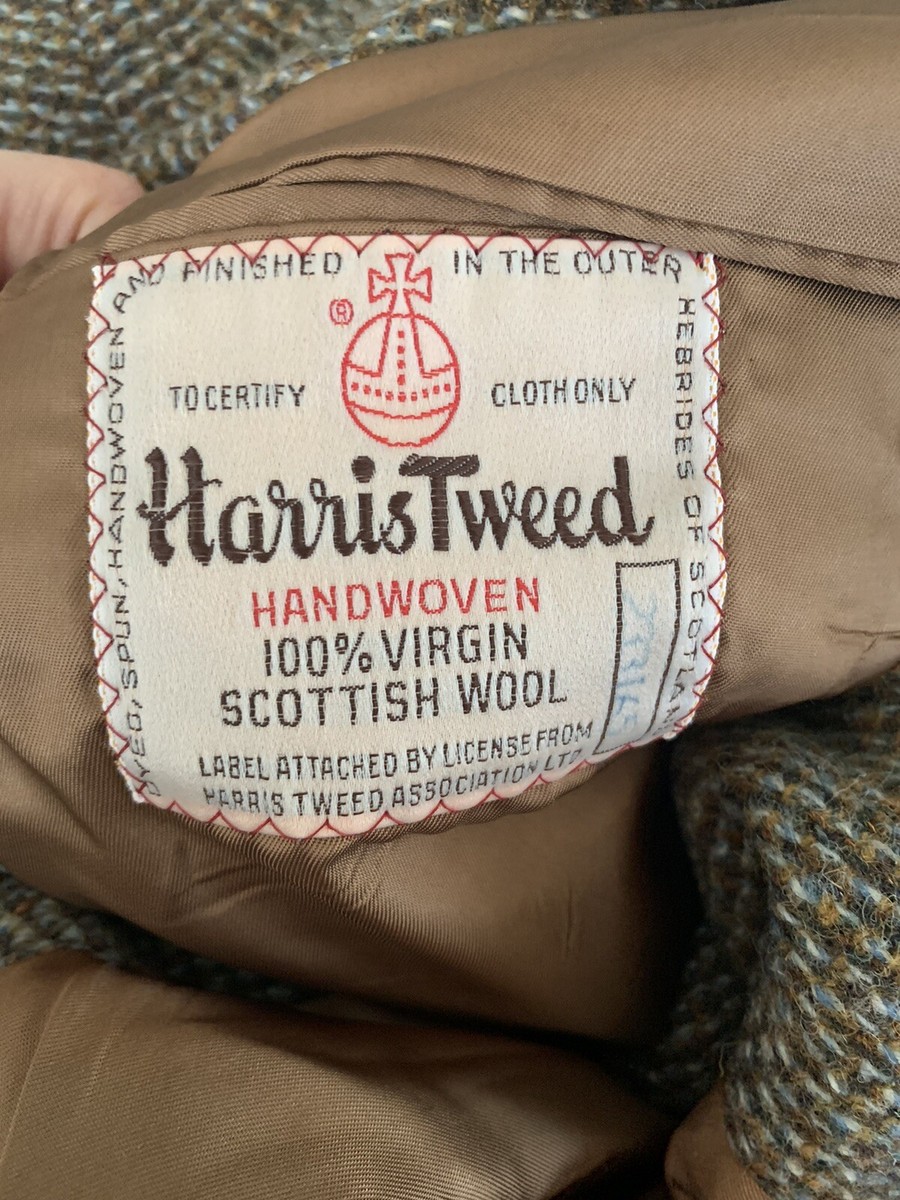 DYED, SPUN, HANDWOVEN AND FINISHED IN THE OUTER HEBRIDES OF SCOTLAND
®
TO CERTIFY CLOTH ONLY
Harris Tweed
HANDWOVEN
100% VIRGIN
SCOTTISH WOOL
LABEL ATTACHED BY LICENSE FROM
HARRIS TWEED ASSOCIATION LTD.